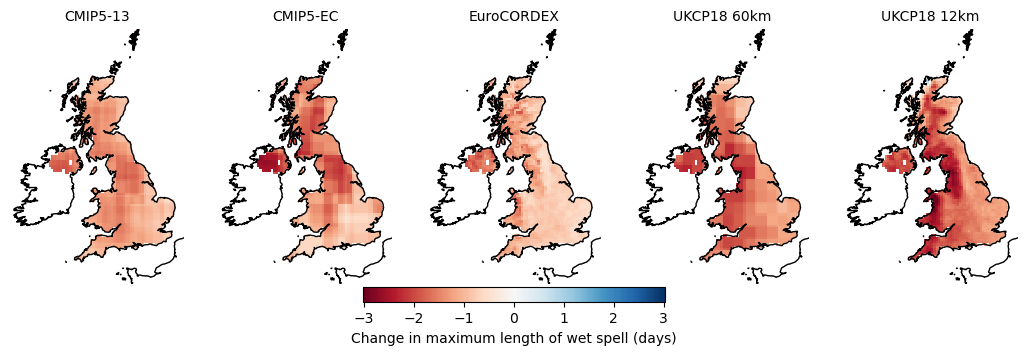 CMIP5-13 CMIP5-EC EuroCORDEX UKCP18 60km UKCP18 12km
−3 −2 −1 0 1 2 3
Change in maximum length of wet spell (days)